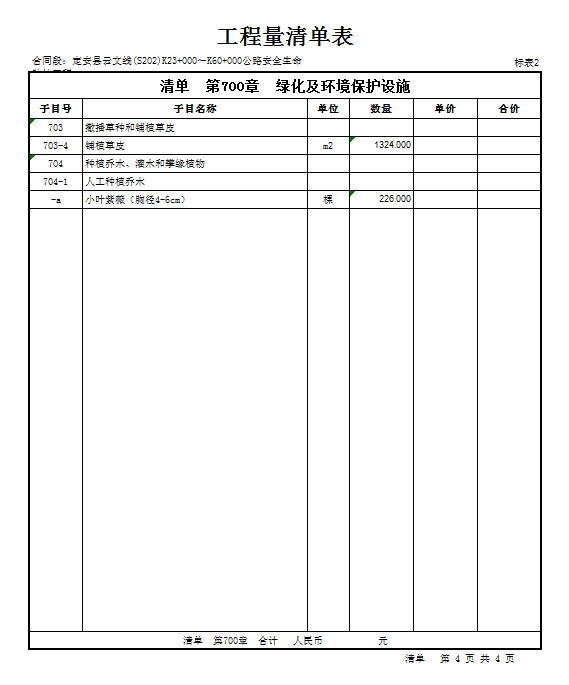 工程量清单表
合同段：定安县云文线(S202)K23+000～K60+000公路安全生命
标表2
清单 第700章 绿化及环境保护设施
子目号 子目名称 单位 数量 单价 合价
703 撒播草种和铺植草皮
703-4 铺植草皮 m2 1324.000
704 种植乔木、灌木和攀缘植物
704-1 人工种植乔木
-a 小叶紫薇（胸径4-6cm） 棵 226.000
清单 第700章 合计 人民币 元
清单 第 4 页 共 4 页